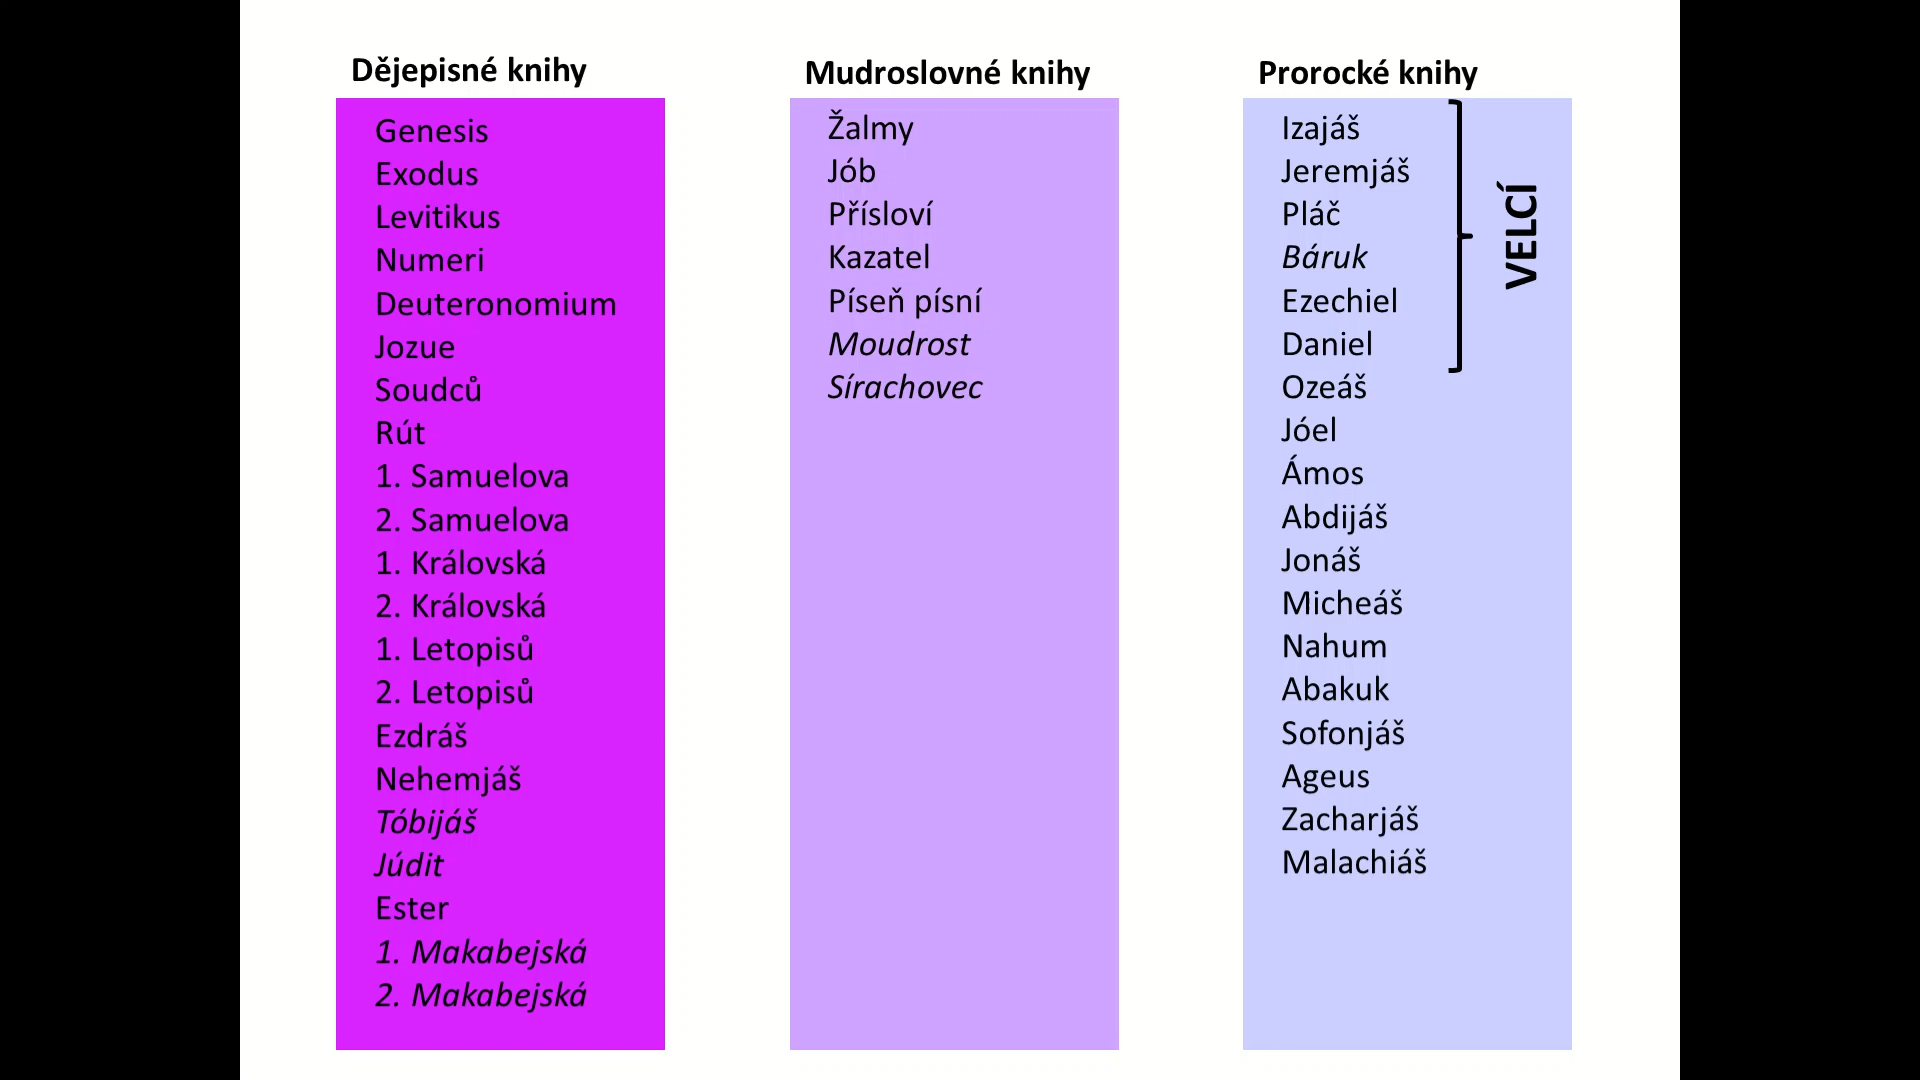 Dějepisné knihy
Genesis
Exodus
Levitikus
Numeri
Deuteronomium
Jozue
Soudců
Rút
1. Samuelova
2. Samuelova
1. Královská
2. Královská
1. Letopisů
2. Letopisů
Ezdráš
Nehemjáš
Tóbijáš
Júdit
Ester
1. Makabejská
2. Makabejská
Mudroslovné knihy
Žalmy
Jób
Přísloví
Kazatel
Píseň písní
Moudrost
Sírachovec
Prorocké knihy
Izajáš
Jeremjáš
Pláč
Báruk
Ezechiel
Daniel
Ozeáš
Jóel
Ámos
Abdijáš
Jonáš
Micheáš
Nahum
Abakuk
Sofonjáš
Ageus
Zacharjáš
Malachiáš
VELCÍ